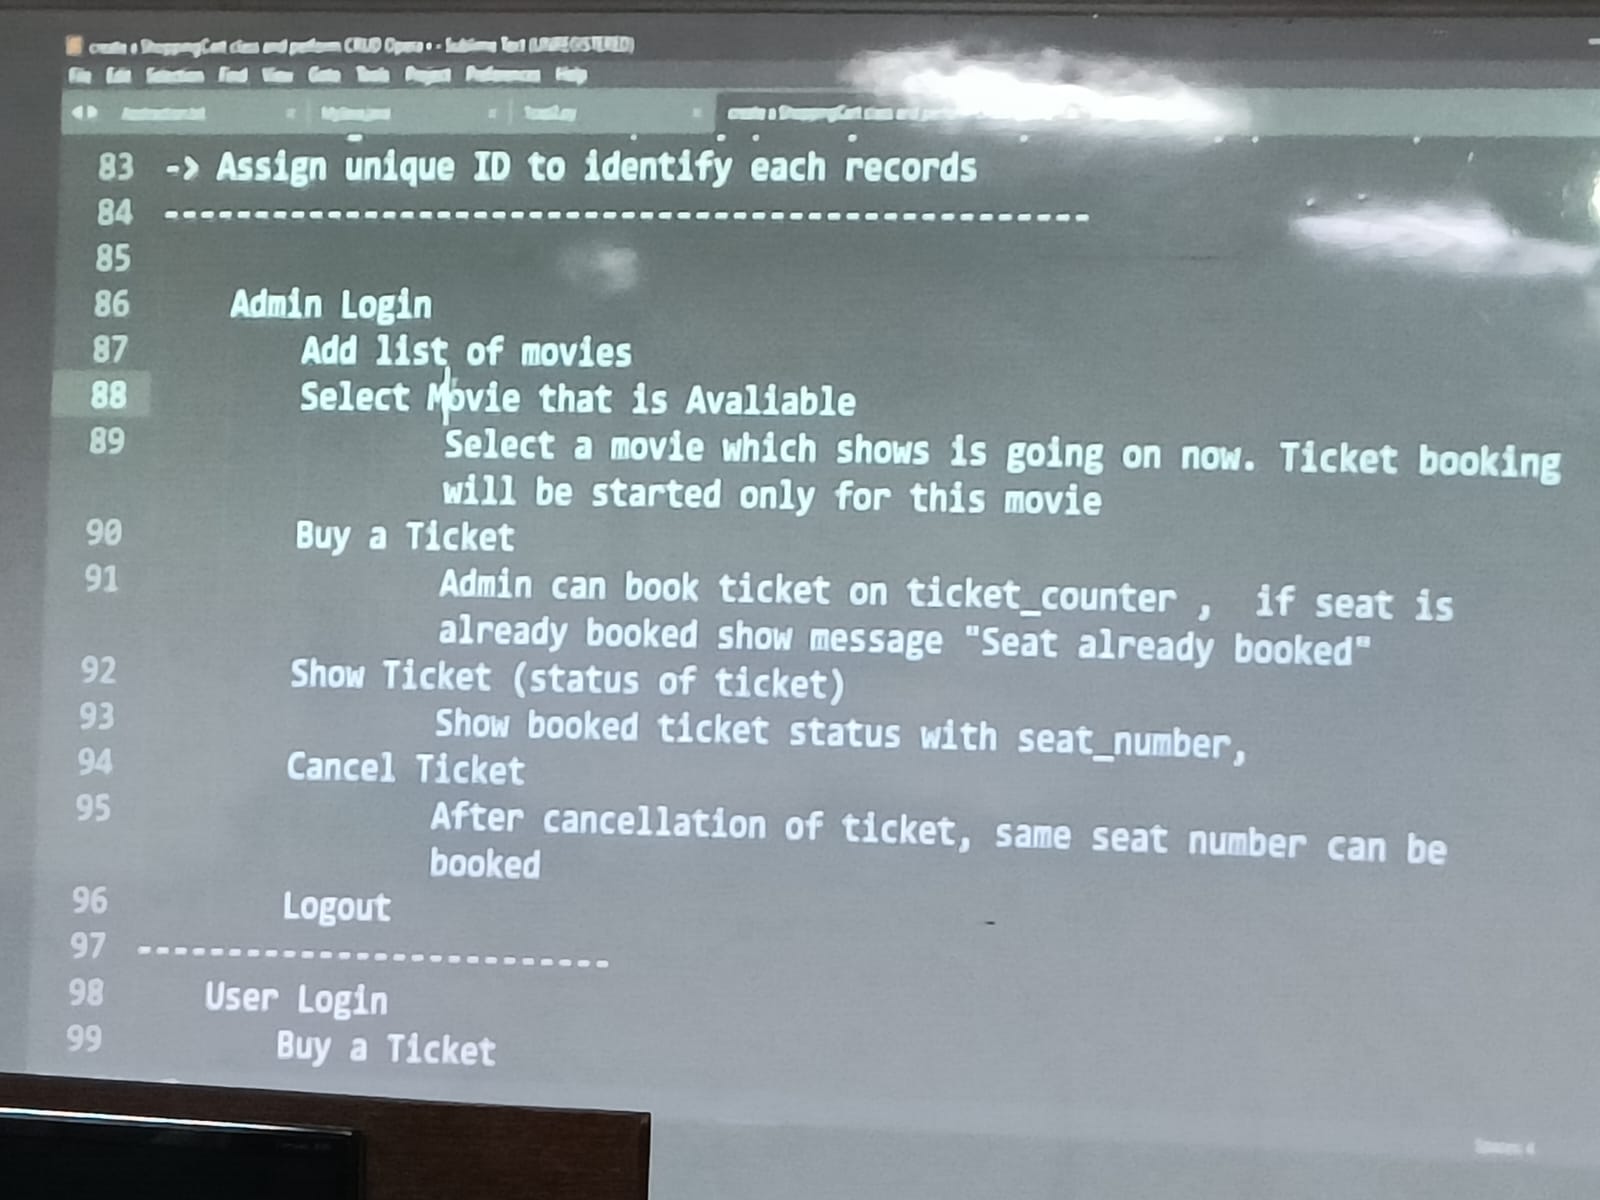 create a ShoppingCart class and perform CRUD Opera • - Sublime Text (UNREGISTERED)
File Edit Selection Find View Goto Tools Project Preferences Help
create a ShoppingCart class and
83 -> Assign unique ID to identify each records
84 ----------------------------------------------------
85
86 Admin Login
87 Add list of movies
88 Select Movie that is Avaliable
89 Select a movie which shows is going on now. Ticket booking
will be started only for this movie
90 Buy a Ticket
91 Admin can book ticket on ticket_counter , if seat is
already booked show message "Seat already booked"
92 Show Ticket (status of ticket)
93 Show booked ticket status with seat_number,
94 Cancel Ticket
95 After cancellation of ticket, same seat number can be
booked
96 Logout
97 --------------------------
98 User Login
99 Buy a Ticket
Spaces: 4